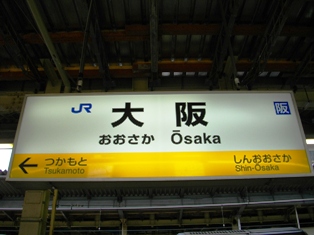 JR 大阪 阪
おおさか Ōsaka
← つかもと しんおおさか
Tsukamoto Shin-Osaka